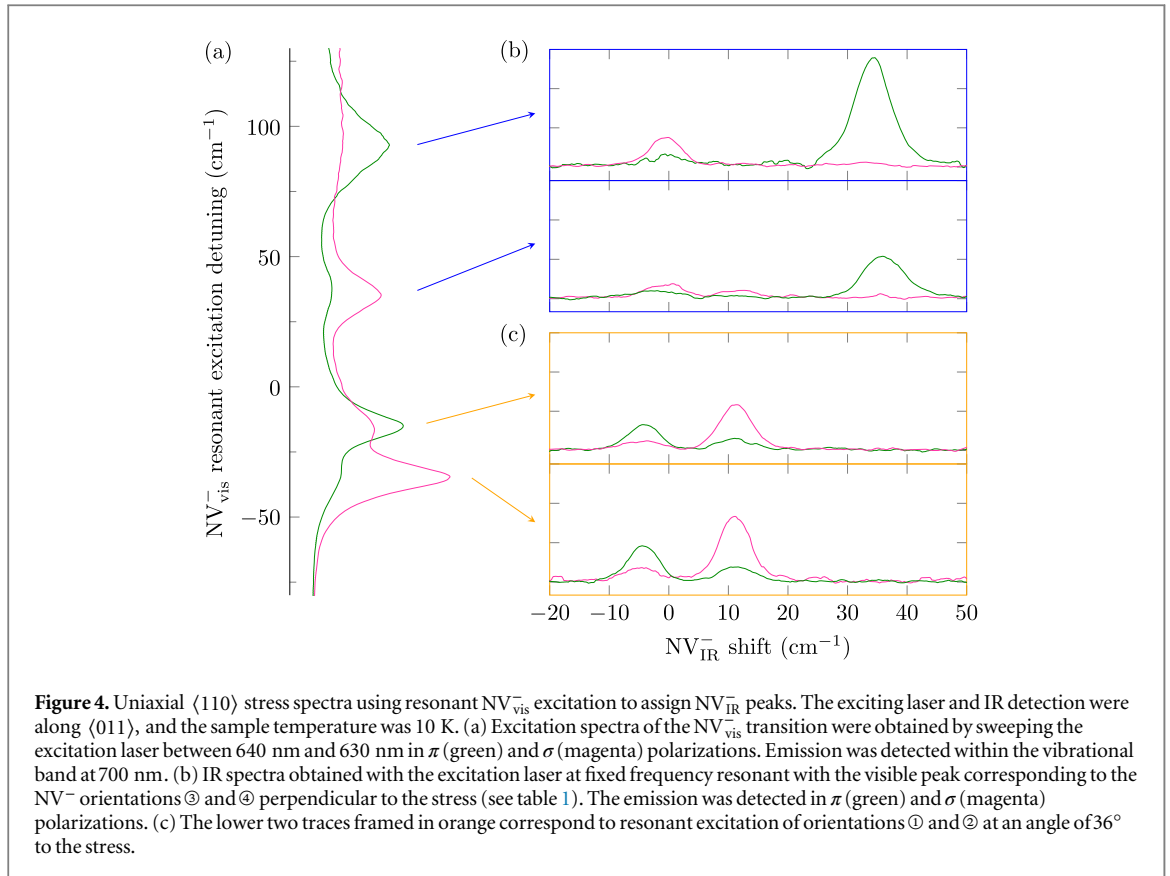 (a)
(b)
NV⁻vis resonant excitation detuning (cm⁻¹)
100
50
0
−50
(c)
−20 −10 0 10 20 30 40 50
NV⁻IR shift (cm⁻¹)
Figure 4. Uniaxial ⟨110⟩ stress spectra using resonant NV⁻vis excitation to assign NV⁻IR peaks. The exciting laser and IR detection were
along ⟨011⟩, and the sample temperature was 10 K. (a) Excitation spectra of the NV⁻vis transition were obtained by sweeping the
excitation laser between 640 nm and 630 nm in π (green) and σ (magenta) polarizations. Emission was detected within the vibrational
band at 700 nm. (b) IR spectra obtained with the excitation laser at fixed frequency resonant with the visible peak corresponding to the
NV⁻ orientations ③ and ④ perpendicular to the stress (see table 1). The emission was detected in π (green) and σ (magenta)
polarizations. (c) The lower two traces framed in orange correspond to resonant excitation of orientations ① and ② at an angle of 36°
to the stress.